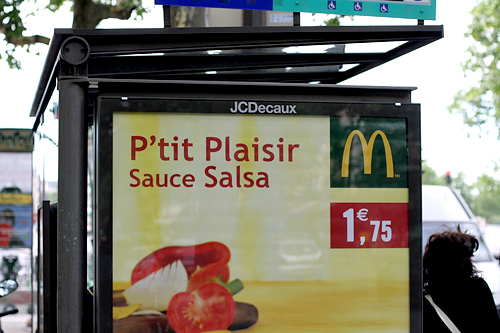 JCDecaux
P'tit Plaisir
Sauce Salsa
1,€75